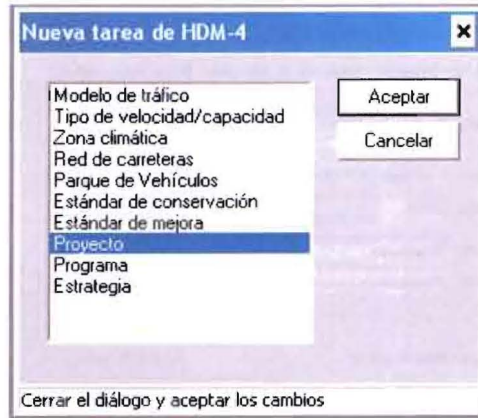 Nueva tarea de HDM-4
Modelo de tráfico
Tipo de velocidad/capacidad
Zona climática
Red de carreteras
Parque de Vehículos
Estándar de conservación
Estándar de mejora
Proyecto
Programa
Estrategia
Aceptar
Cancelar
Cerrar el diálogo y aceptar los cambios